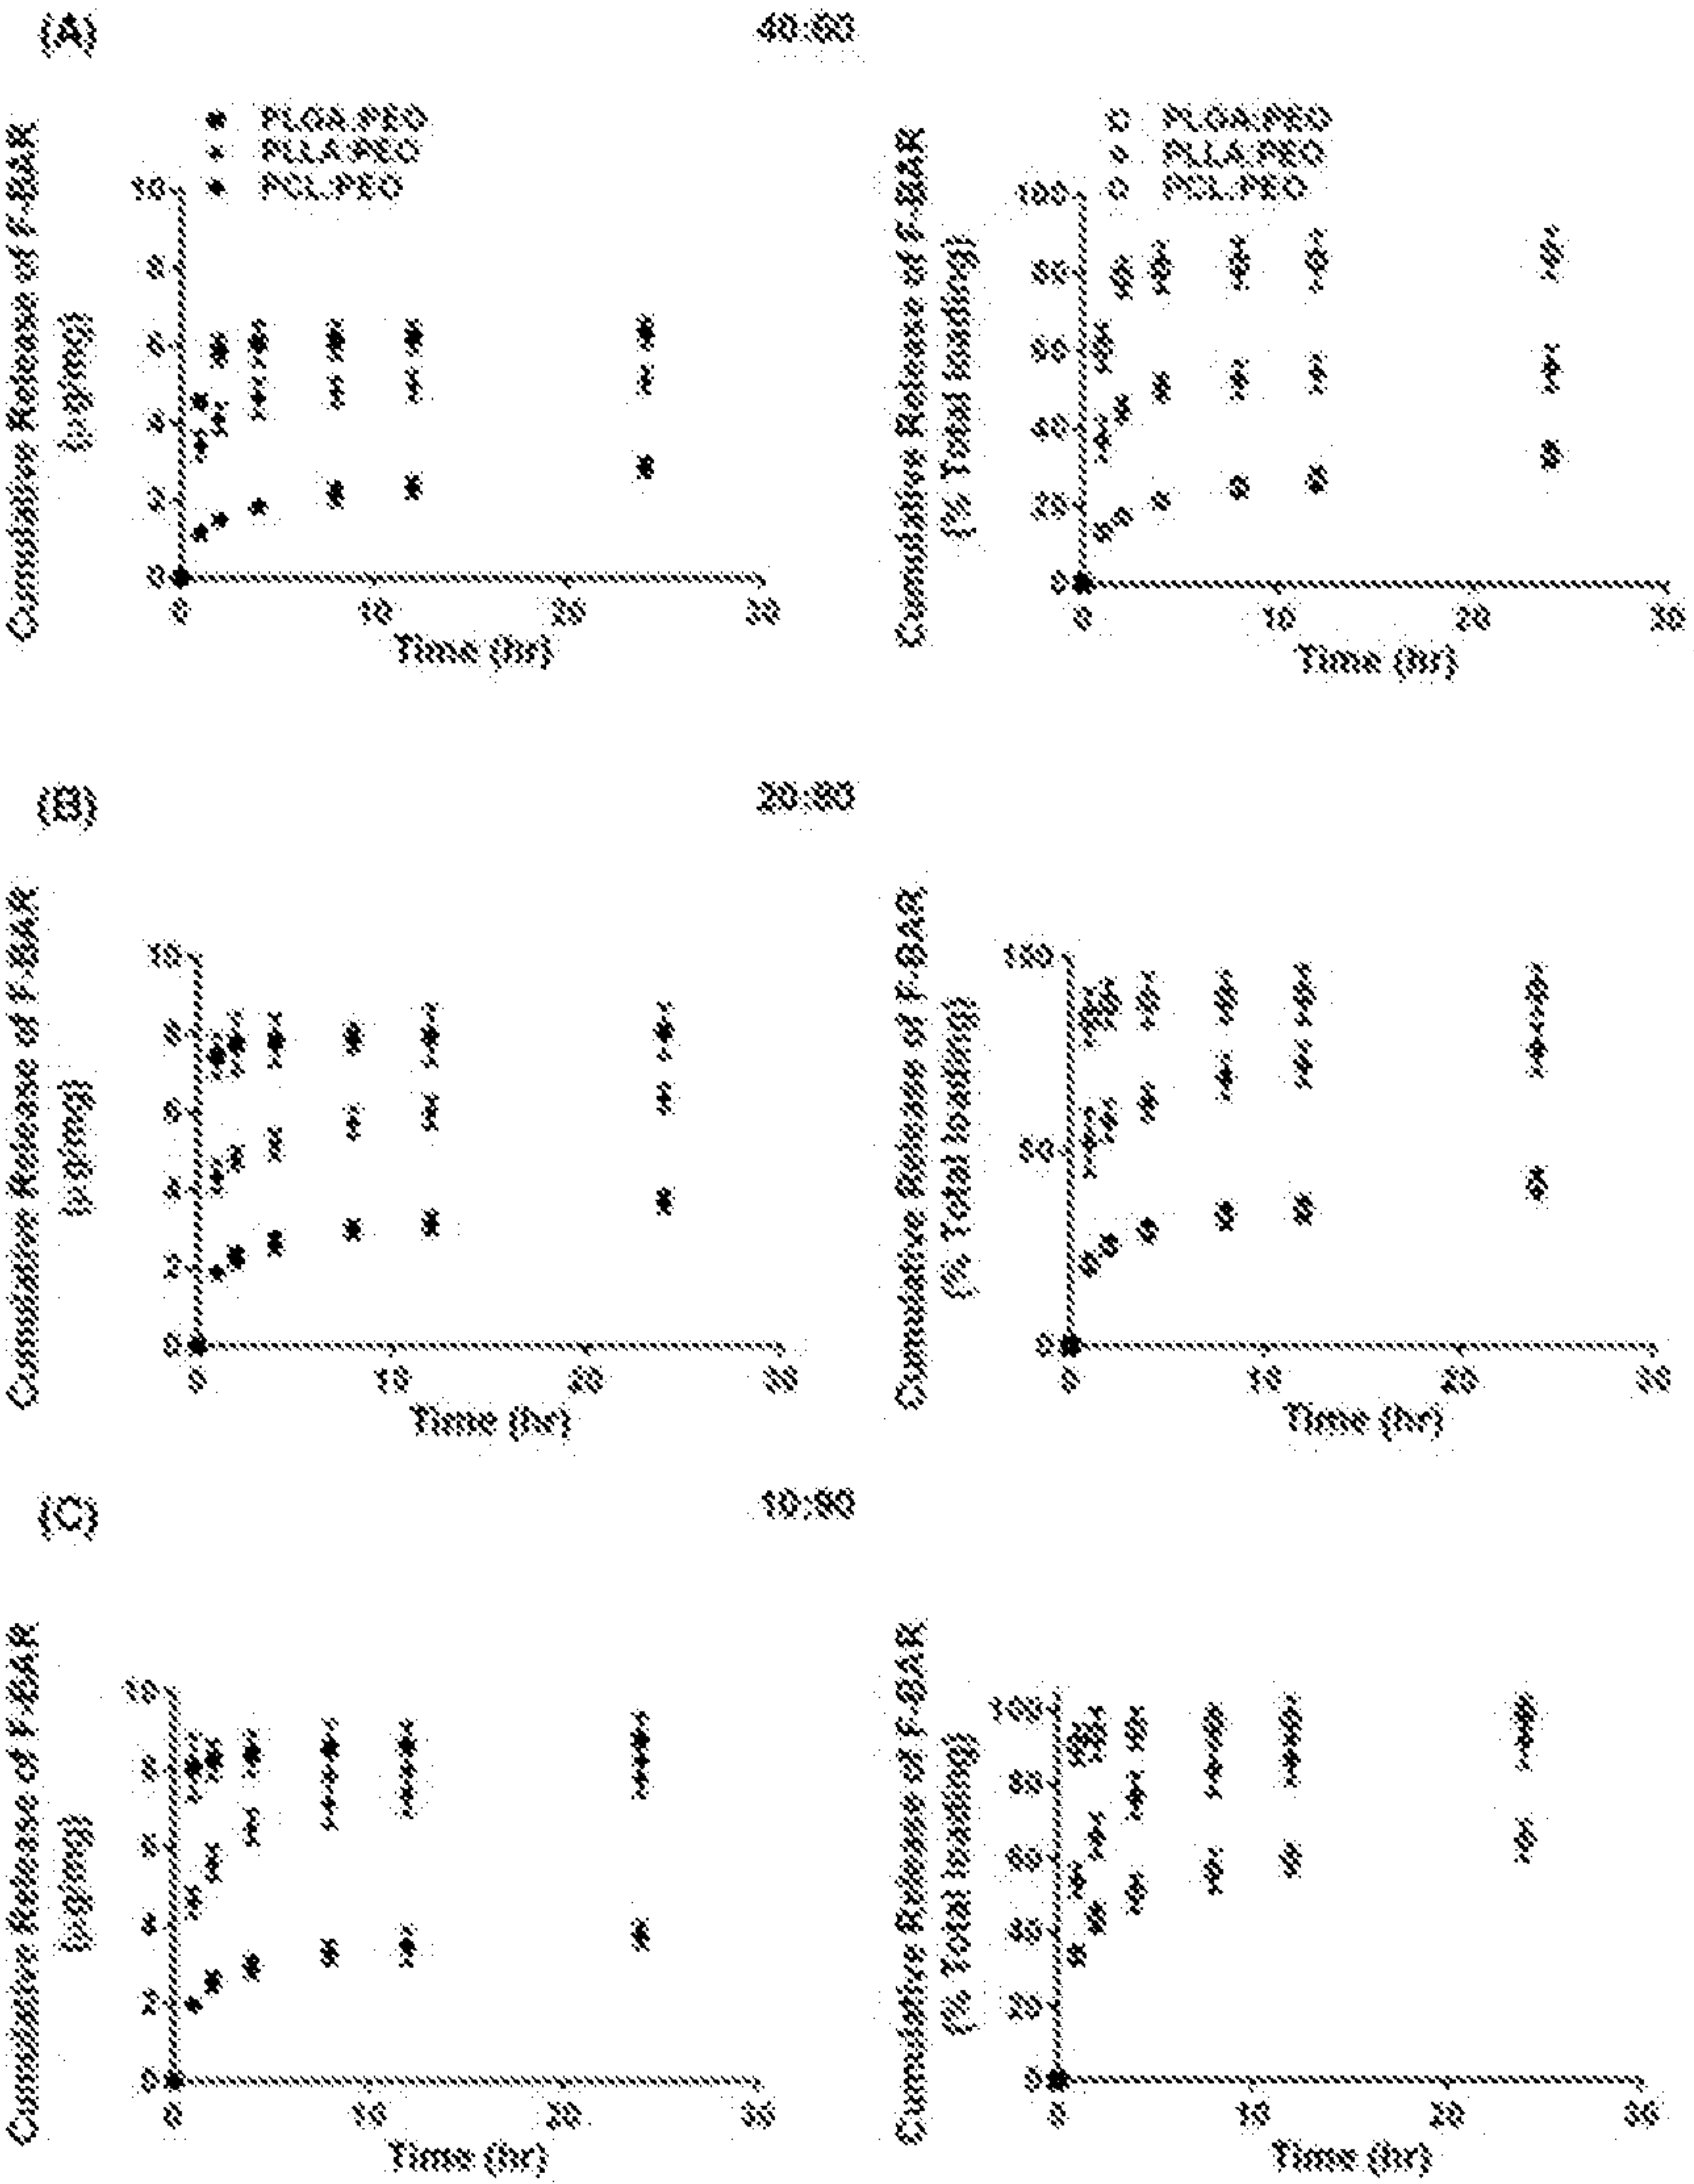 (A)
40:60
Cumulative Release of F-BAR
(µg/mg)
PLGA:PEO
PLLA:PEO
PCL:PEO
10
8
6
4
2
0
0
10
20
30
Time (hr)
Cumulative Release of F-BAR
(% Total loading)
PLGA:PEO
PLLA:PEO
PCL:PEO
100
80
60
40
20
0
0
10
20
30
Time (hr)
(B)
20:80
Cumulative Release of F-BAR
(µg/mg)
10
8
6
4
2
0
0
10
20
30
Time (hr)
Cumulative Release of F-BAR
(% Total loading)
100
50
0
0
10
20
30
Time (hr)
(C)
10:90
Cumulative Release of F-BAR
(µg/mg)
10
8
6
4
2
0
0
10
20
30
Time (hr)
Cumulative Release of F-BAR
(% Total loading)
100
80
60
40
20
0
0
10
20
30
Time (hr)